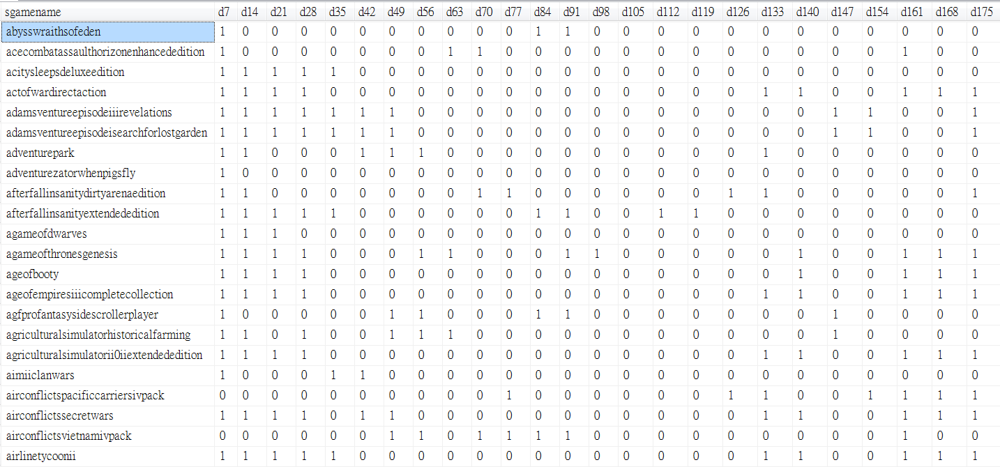 sgamename d7 d14 d21 d28 d35 d42 d49 d56 d63 d70 d77 d84 d91 d98 d105 d112 d119 d126 d133 d140 d147 d154 d161 d168 d175
abysswraithsofeden 1 0 0 0 0 0 0 0 0 0 0 1 1 0 0 0 0 0 0 0 0 0 0 0 0
acecombatassaulthorizonenhancededition 1 0 0 0 0 0 0 0 1 1 0 0 0 0 0 0 0 0 0 0 0 0 1 0 0
acitysleepsdeluxeedition 1 1 1 1 1 0 0 0 0 0 0 0 0 0 0 0 0 0 0 0 0 0 0 0 0
actofwardirectaction 1 1 1 1 0 0 0 0 0 0 0 0 0 0 0 0 0 0 1 1 0 0 1 1 1
adamsventureepisodeiiirevelations 1 1 1 1 1 1 1 0 0 0 0 0 0 0 0 0 0 0 0 0 1 1 0 0 1
adamsventureepisodeisearchforlostgarden 1 1 1 1 1 1 1 0 0 0 0 0 0 0 0 0 0 0 0 0 1 1 0 0 1
adventurepark 1 1 0 0 0 1 1 1 0 0 0 0 0 0 0 0 0 0 1 0 0 0 0 0 0
adventurezatorwhenpigsfly 1 0 0 0 0 0 0 0 0 0 0 0 0 0 0 0 0 0 0 0 0 0 0 0 0
afterfallinsanitydirtyarenaedition 1 1 0 0 0 0 0 0 0 1 1 0 0 0 0 0 0 1 1 0 0 0 0 0 1
afterfallinsanityextendededition 1 1 1 1 1 0 0 0 0 0 0 1 1 0 0 1 1 0 0 0 0 0 0 0 0
agameofdwarves 1 1 1 0 0 0 0 0 0 0 0 0 0 0 0 0 0 0 0 0 0 0 0 0 0
agameofthronesgenesis 1 1 1 1 0 0 0 1 1 0 0 0 1 1 0 0 0 0 0 1 0 0 1 1 1
ageofbooty 1 1 1 1 0 0 0 0 0 0 0 0 0 0 0 0 0 0 0 1 0 0 1 1 1
ageofempiresiiicompletecollection 1 1 1 1 0 0 0 0 0 0 0 0 0 0 0 0 0 0 1 1 0 0 1 1 1
agfprofantasysidescrollerplayer 1 0 0 0 0 0 1 1 0 0 0 1 1 0 0 0 0 0 0 0 1 0 0 0 0
agriculturalsimulatorhistoricalfarming 1 1 0 1 0 0 1 1 1 0 0 0 0 0 0 0 0 0 0 0 1 0 0 0 0
agriculturalsimulatorii0iiextendededition 1 1 1 1 0 0 0 0 0 0 0 0 0 0 0 0 0 0 1 1 0 0 1 1 1
aimiiclanwars 1 0 0 0 1 1 0 0 0 0 0 0 0 0 0 0 0 0 0 0 0 0 0 0 0
airconflictspacificcarriersivpack 0 0 0 0 0 0 0 0 0 0 1 0 0 0 0 0 0 1 1 0 0 1 1 1 1
airconflictssecretwars 1 1 1 1 0 1 1 0 0 0 0 0 0 0 0 0 0 0 1 1 0 0 1 1 1
airconflictsvietnamivpack 0 0 0 0 0 0 1 1 0 1 1 1 1 0 0 0 0 0 0 0 0 0 1 0 0
airlinetycoonii 1 1 1 1 1 0 0 0 0 0 0 0 0 0 0 0 0 0 1 1 0 0 1 1 1